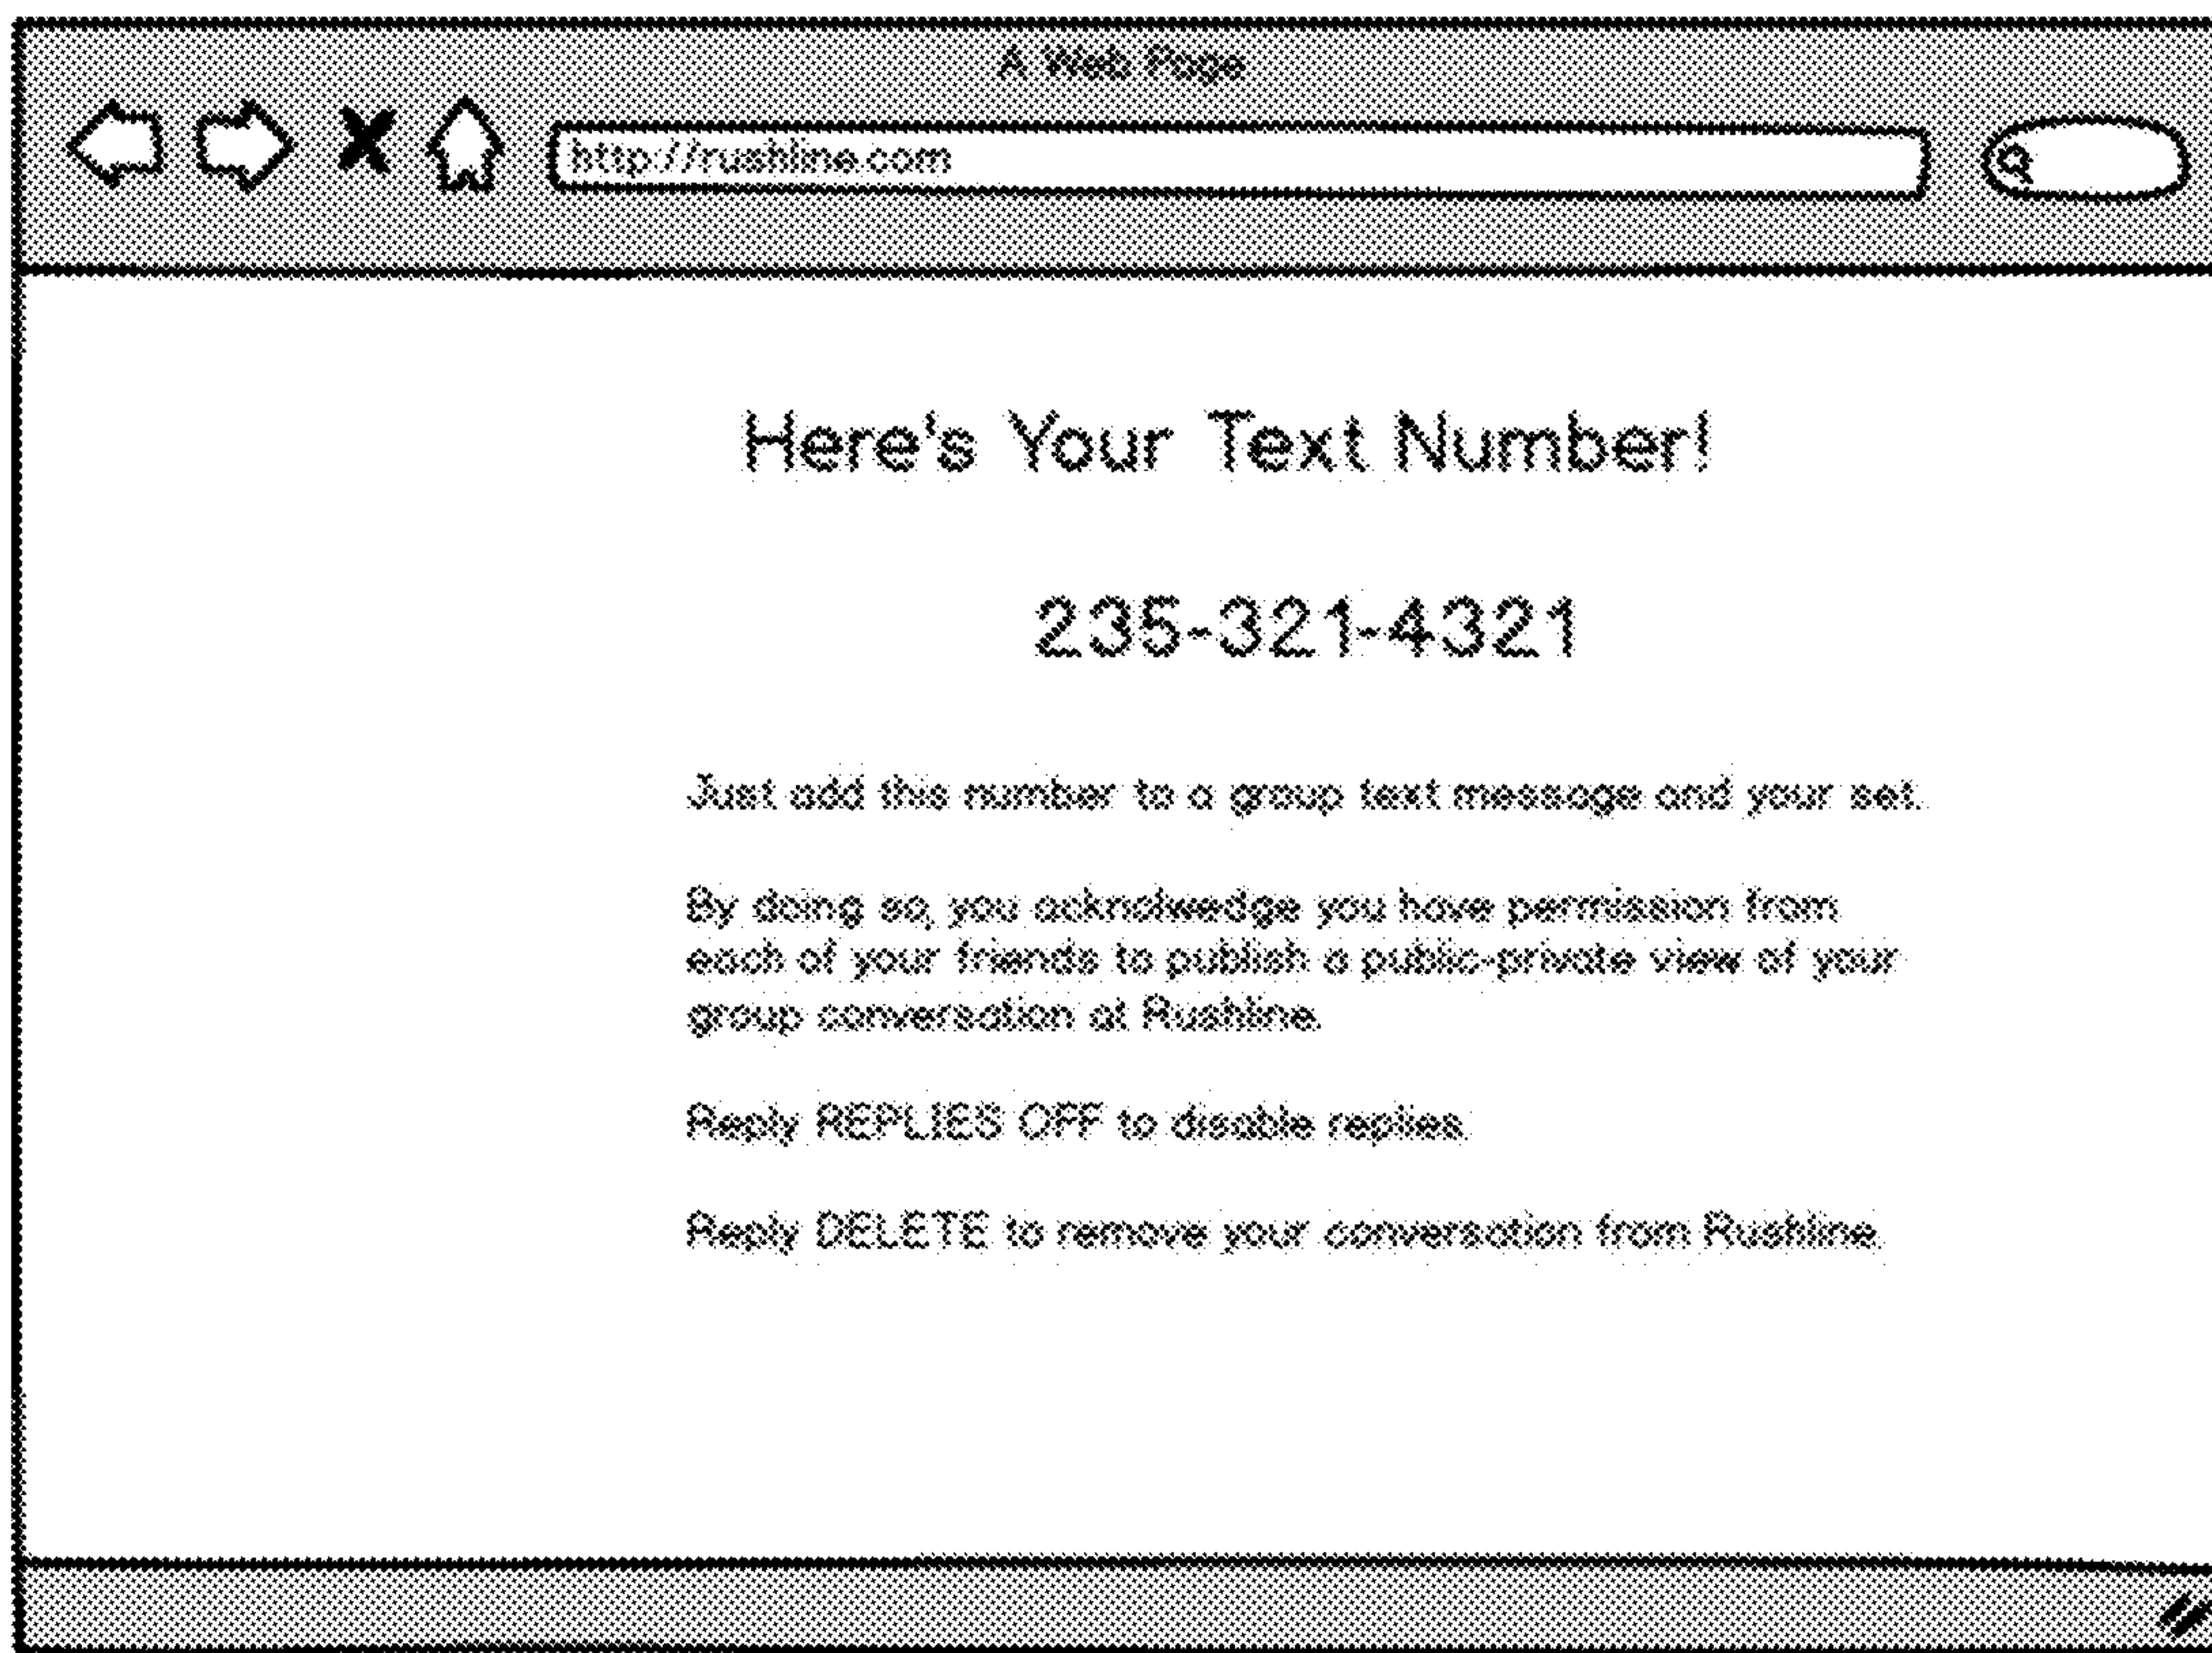 A Web Page
http://rushline.com
Here's Your Text Number!
235-321-4321
Just add this number to a group text message and your set.
By doing so, you acknolwedge you have permission from
each of your friends to publish a public-private view of your
group conversation at Rushline.
Reply REPLIES OFF to disable replies.
Reply DELETE to remove your conversation from Rushline.